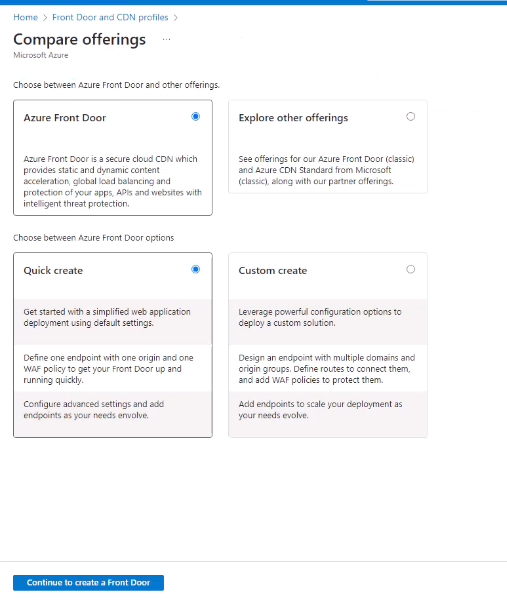 Home > Front Door and CDN profiles >
Compare offerings ...
Microsoft Azure
Choose between Azure Front Door and other offerings.
Azure Front Door
Azure Front Door is a secure cloud CDN which
provides static and dynamic content
acceleration, global load balancing and
protection of your apps, APIs and websites with
intelligent threat protection.
Explore other offerings
See offerings for our Azure Front Door (classic)
and Azure CDN Standard from Microsoft
(classic), along with our partner offerings.
Choose between Azure Front Door options
Quick create
Get started with a simplified web application
deployment using default settings.
Define one endpoint with one origin and one
WAF policy to get your Front Door up and
running quickly.
Configure advanced settings and add
endpoints as your needs envolve.
Custom create
Leverage powerful configuration options to
deploy a custom solution.
Design an endpoint with multiple domains and
origin groups. Define routes to connect them,
and add WAF policies to protect them.
Add endpoints to scale your deployment as
your needs evolve.
Continue to create a Front Door